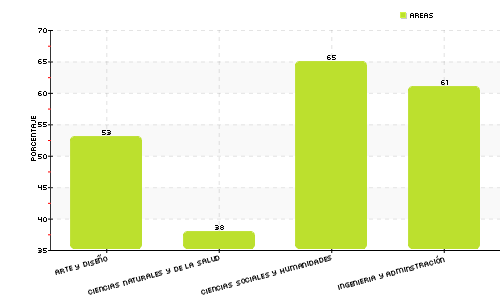 AREAS
70
65
60
55
50
45
40
35
PORCENTAJE
53
38
65
61
ARTE Y DISEÑO
CIENCIAS NATURALES Y DE LA SALUD
CIENCIAS SOCIALES Y HUMANIDADES
INGENIERIA Y ADMINSTRACIÓN